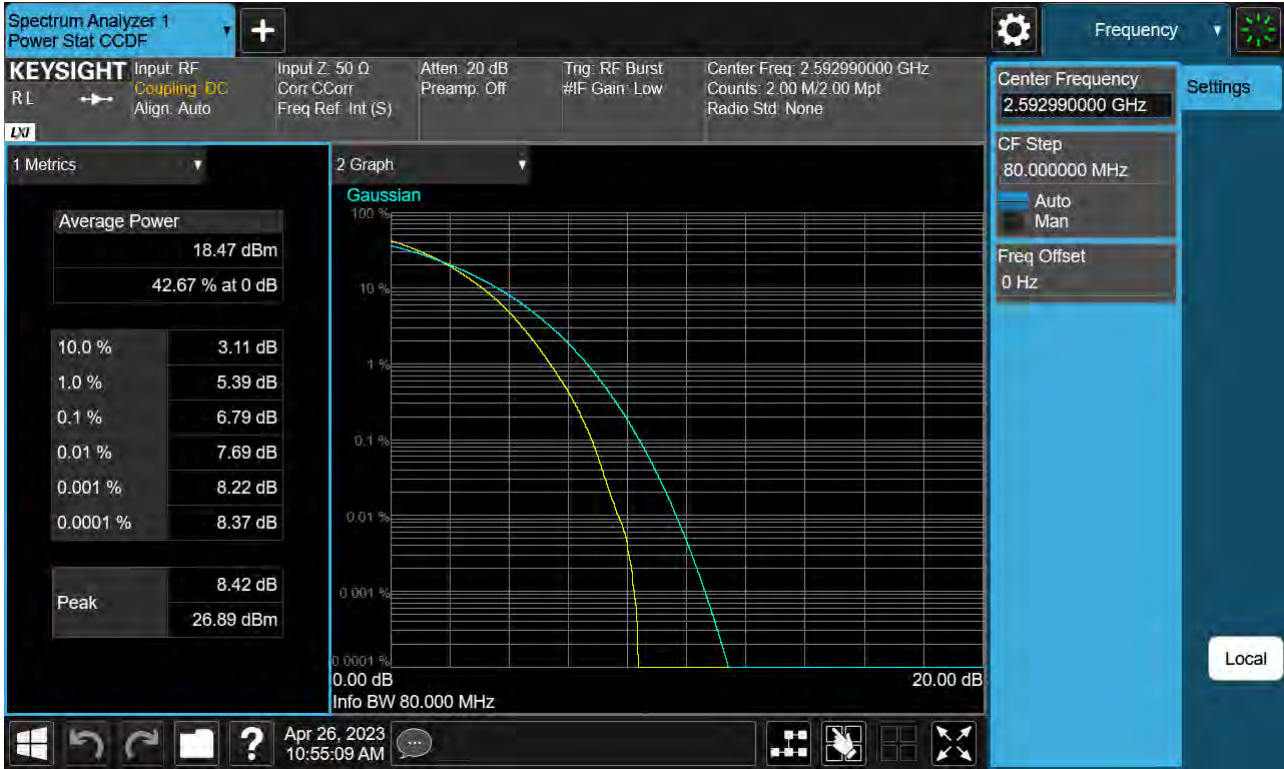 Spectrum Analyzer 1
Power Stat CCDF
+
Frequency
KEYSIGHT
R L
LXI
Input: RF
Coupling: DC
Align: Auto
Input Z: 50 Ω
Corr CCorr
Freq Ref: Int (S)
Atten: 20 dB
Preamp: Off
Trig: RF Burst
#IF Gain: Low
Center Freq: 2.592990000 GHz
Counts: 2.00 M/2.00 Mpt
Radio Std: None
Center Frequency
2.592990000 GHz
Settings
CF Step
80.000000 MHz
Auto
Man
Freq Offset
0 Hz
1 Metrics
Average Power
18.47 dBm
42.67 % at 0 dB
10.0 % 3.11 dB
1.0 % 5.39 dB
0.1 % 6.79 dB
0.01 % 7.69 dB
0.001 % 8.22 dB
0.0001 % 8.37 dB
Peak
8.42 dB
26.89 dBm
2 Graph
Gaussian
100 %
10 %
1 %
0.1 %
0.01 %
0.001 %
0.0001 %
0.00 dB 20.00 dB
Info BW 80.000 MHz
Local
?
Apr 26, 2023
10:55:09 AM